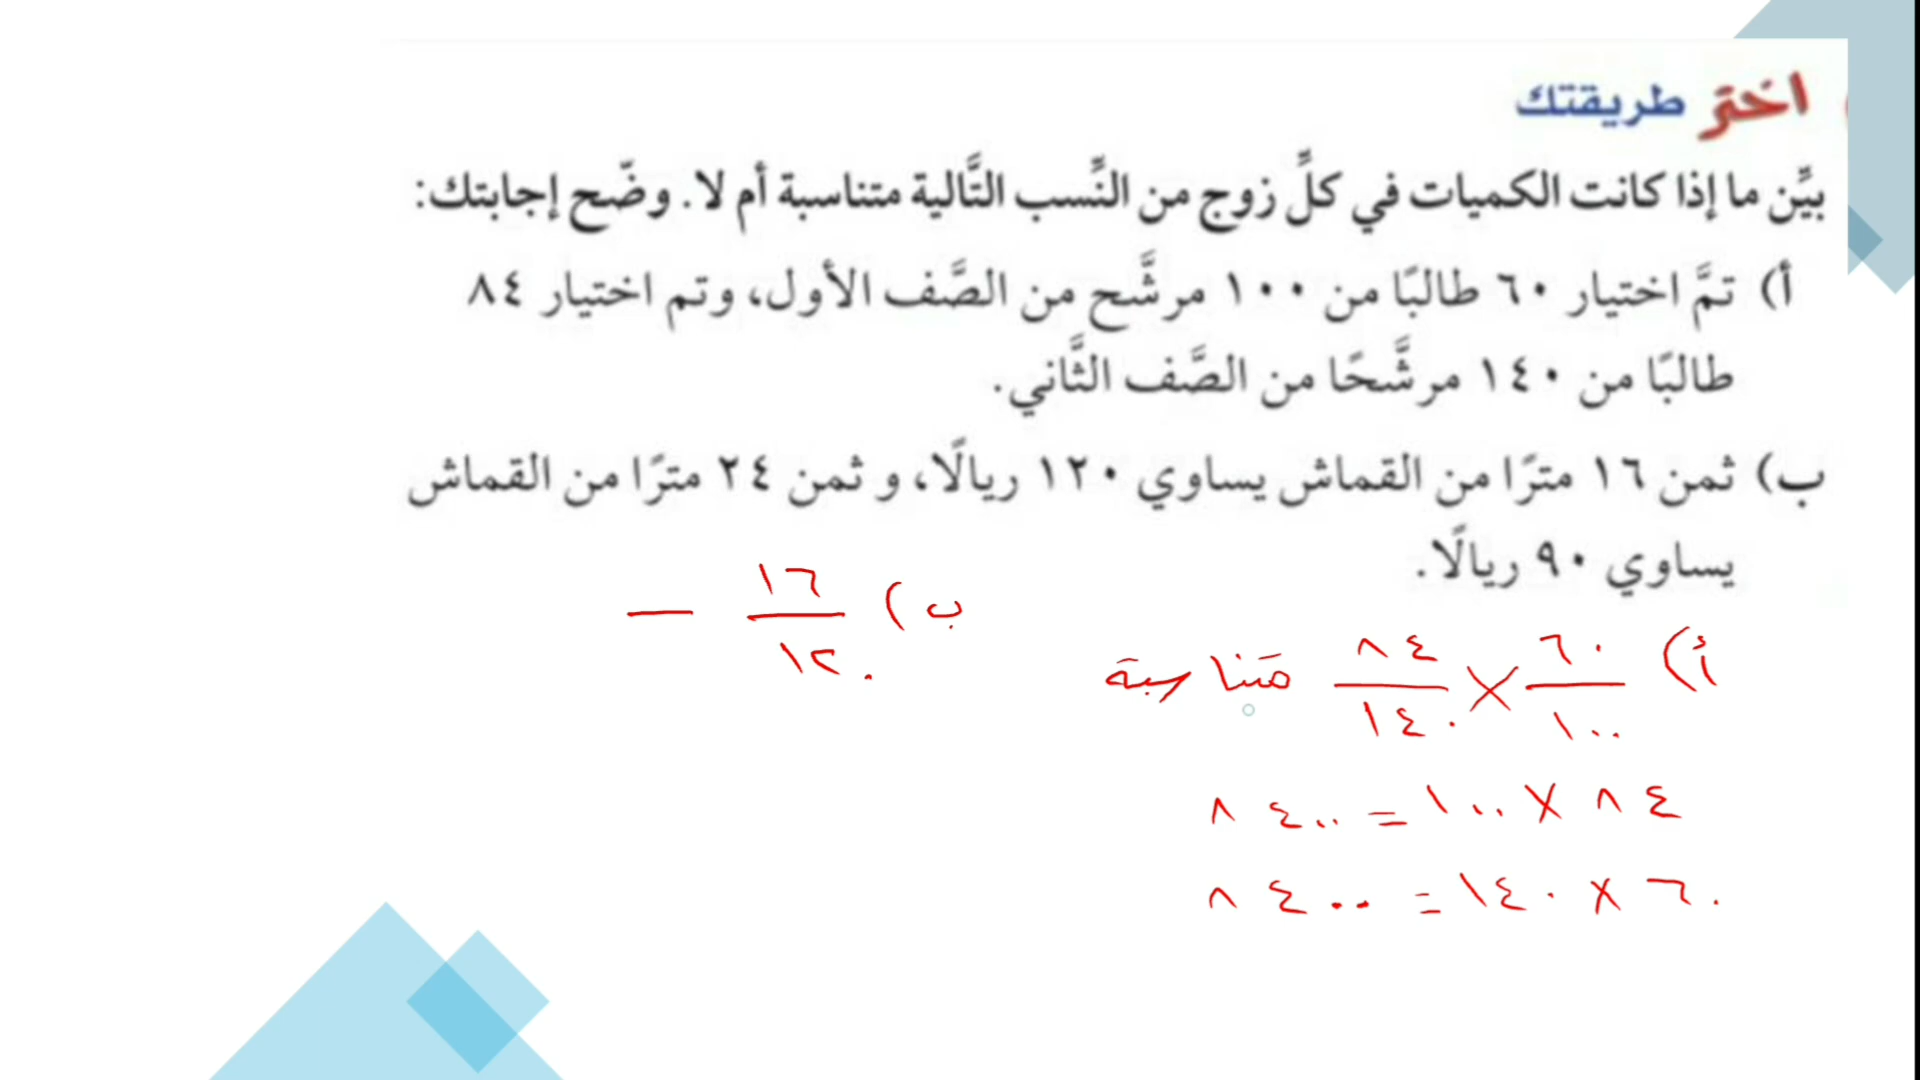 اختر طريقتك
بيِّن ما إذا كانت الكميات في كلِّ زوج من النِّسب التَّالية متناسبة أم لا. وضّح إجابتك:
أ) تمَّ اختيار ٦٠ طالبًا من ١٠٠ مرشَّح من الصَّف الأول، وتم اختيار ٨٤
طالبًا من ١٤٠ مرشَّحًا من الصَّف الثَّاني.
ب) ثمن ١٦ مترًا من القماش يساوي ١٢٠ ريالًا، و ثمن ٢٤ مترًا من القماش
يساوي ٩٠ ريالًا.
أ) ٦٠/١٠٠ × ٨٤/١٤٠ متناسبة
٨٤ × ١٠٠ = ٨٤٠٠
٦٠ × ١٤٠ = ٨٤٠٠
ب) ١٦/١٢٠ —